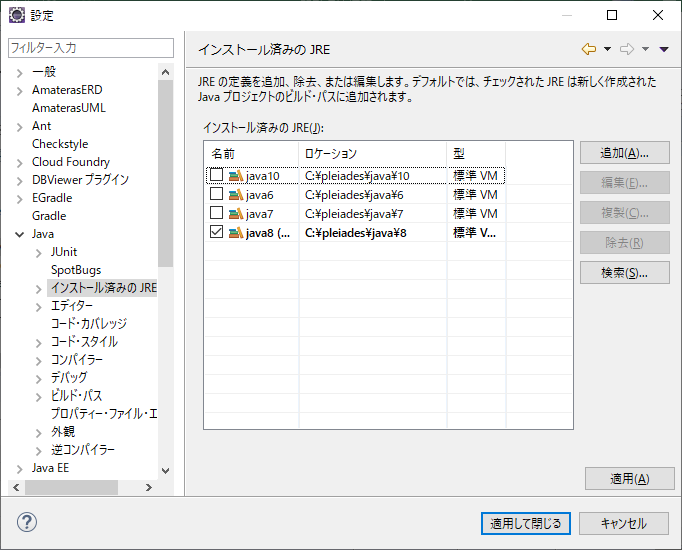 設定
フィルター入力
一般
AmaterasERD
AmaterasUML
Ant
Checkstyle
Cloud Foundry
DBViewer プラグイン
EGradle
Gradle
Java
JUnit
SpotBugs
インストール済みの JRE
エディター
コード・カバレッジ
コード・スタイル
コンパイラー
デバッグ
ビルド・パス
プロパティー・ファイル・エ
外観
逆コンパイラー
Java EE
インストール済みの JRE
JRE の定義を追加、除去、または編集します。デフォルトでは、チェックされた JRE は新しく作成された
Java プロジェクトのビルド・パスに追加されます。
インストール済みの JRE(J):
名前 ロケーション 型
java10 C:¥pleiades¥java¥10 標準 VM
java6 C:¥pleiades¥java¥6 標準 VM
java7 C:¥pleiades¥java¥7 標準 VM
java8 (... C:¥pleiades¥java¥8 標準 V...
追加(A)...
編集(E)...
複製(C)...
除去(R)
検索(S)...
適用(A)
適用して閉じる
キャンセル